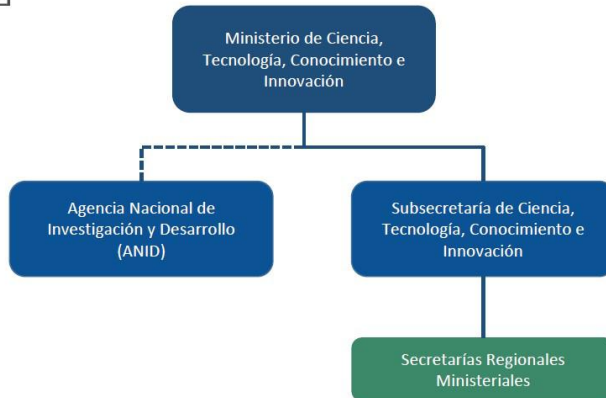 Ministerio de Ciencia,
Tecnología, Conocimiento e
Innovación
Agencia Nacional de
Investigación y Desarrollo
(ANID)
Subsecretaría de Ciencia,
Tecnología, Conocimiento e
Innovación
Secretarías Regionales
Ministeriales